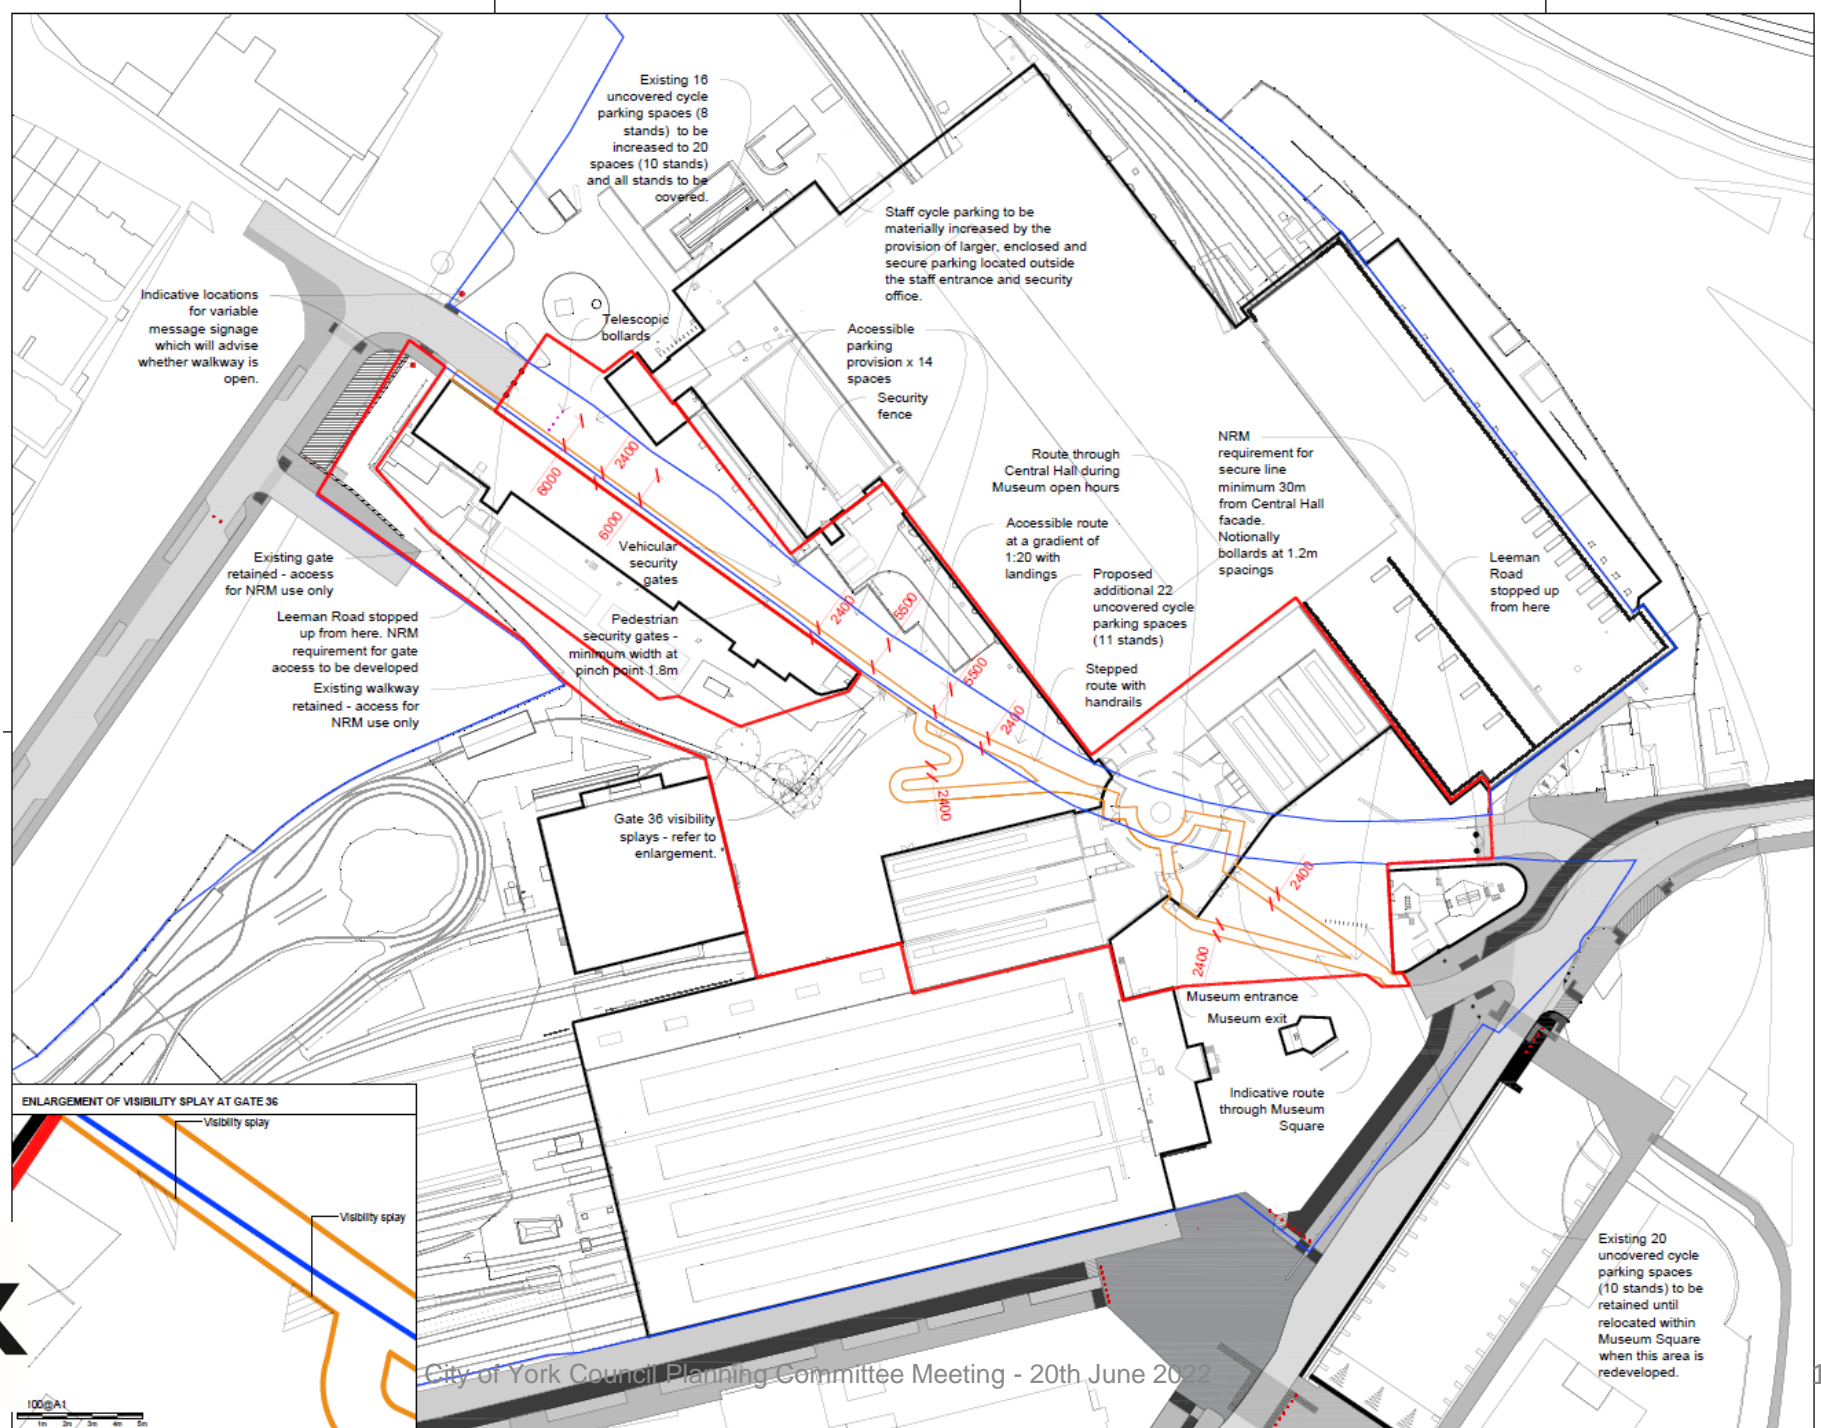 Existing 16
uncovered cycle
parking spaces (8
stands) to be
increased to 20
spaces (10 stands)
and all stands to be
covered.
Staff cycle parking to be
materially increased by the
provision of larger, enclosed and
secure parking located outside
the staff entrance and security
office.
Indicative locations
for variable
message signage
which will advise
whether walkway is
open.
Telescopic
bollards
Accessible
parking
provision x 14
spaces
Security
fence
2400
6000
6000
Route through
Central Hall during
Museum open hours
NRM
requirement for
secure line
minimum 30m
from Central Hall
facade.
Notionally
bollards at 1.2m
spacings
Accessible route
at a gradient of
1:20 with
landings
Vehicular
security
gates
Leeman
Road
stopped up
from here
Existing gate
retained - access
for NRM use only
Proposed
additional 22
uncovered cycle
parking spaces
(11 stands)
2400
5500
Leeman Road stopped
up from here. NRM
requirement for gate
access to be developed
Pedestrian
security gates -
minimum width at
pinch point 1.8m
5500
Stepped
route with
handrails
Existing walkway
retained - access for
NRM use only
2400
2400
Gate 36 visibility
splays - refer to
enlargement.
2400
2400
Museum entrance
Museum exit
Indicative route
through Museum
Square
ENLARGEMENT OF VISIBILITY SPLAY AT GATE 36
Visibility splay
Visibility splay
Existing 20
uncovered cycle
parking spaces
(10 stands) to be
retained until
relocated within
Museum Square
when this area is
redeveloped.
City of York Council Planning Committee Meeting - 20th June 2022
100@A1
1m 2m 3m 4m 5m